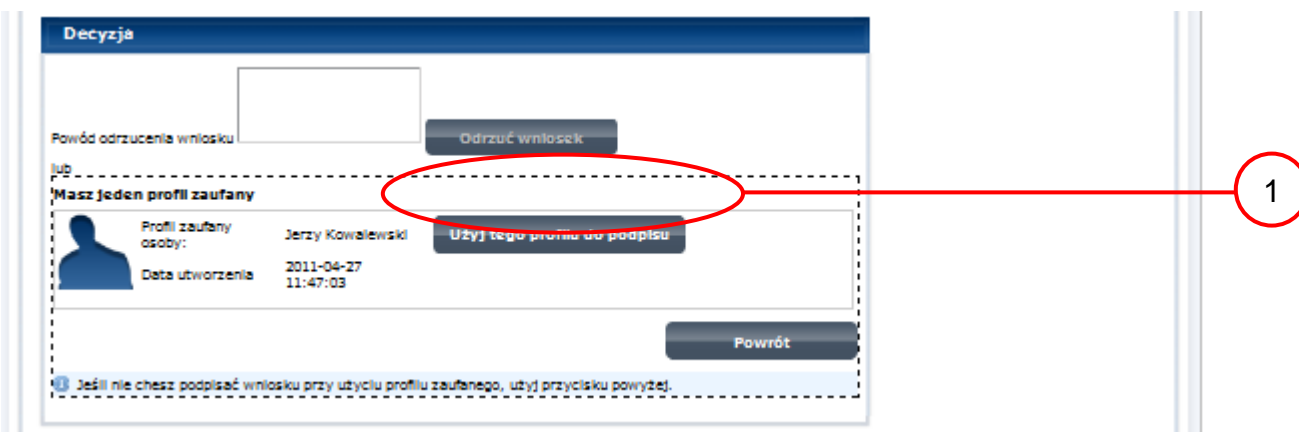 Decyzja
Powód odrzucenia wniosku
Odrzuć wniosek
lub
Masz jeden profil zaufany
Profil zaufany osoby:
Jerzy Kowalewski
Użyj tego profilu do podpisu
1
Data utworzenia
2011-04-27
11:47:03
Powrót
Jeśli nie chesz podpisać wniosku przy użyciu profilu zaufanego, użyj przycisku powyżej.